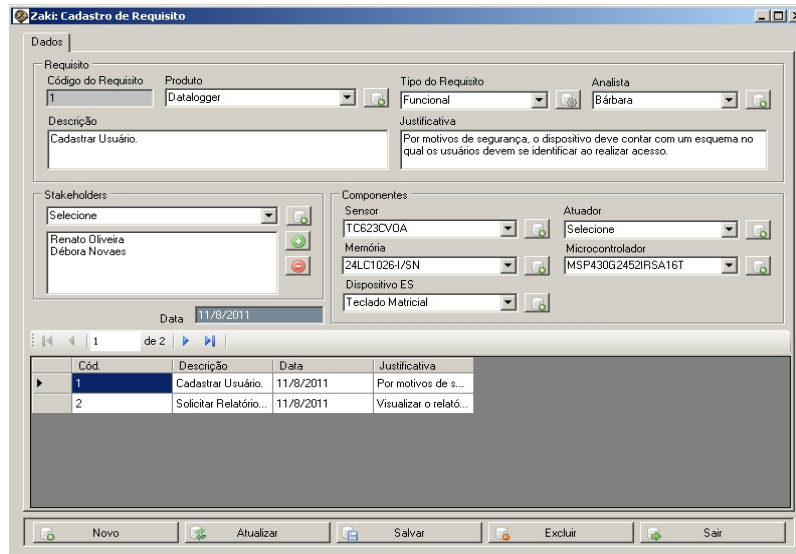 Zaki: Cadastro de Requisito
Dados
Requisito
Código do Requisito Produto Tipo do Requisito Analista
1 Datalogger Funcional Bárbara
Descrição Justificativa
Cadastrar Usuário. Por motivos de segurança, o dispositivo deve contar com um esquema no
qual os usuários devem se identificar ao realizar acesso.
Stakeholders
Selecione
Renato Oliveira
Débora Novaes
Componentes
Sensor Atuador
TC623CVOA Selecione
Memória Microcontrolador
24LC1026-I/SN MSP430G2452IRSA16T
Dispositivo ES
Teclado Matricial
Data 11/8/2011
1 de 2
Cód. Descrição Data Justificativa
1 Cadastrar Usuário. 11/8/2011 Por motivos de s...
2 Solicitar Relatório... 11/8/2011 Visualizar o relató...
Novo Atualizar Salvar Excluir Sair